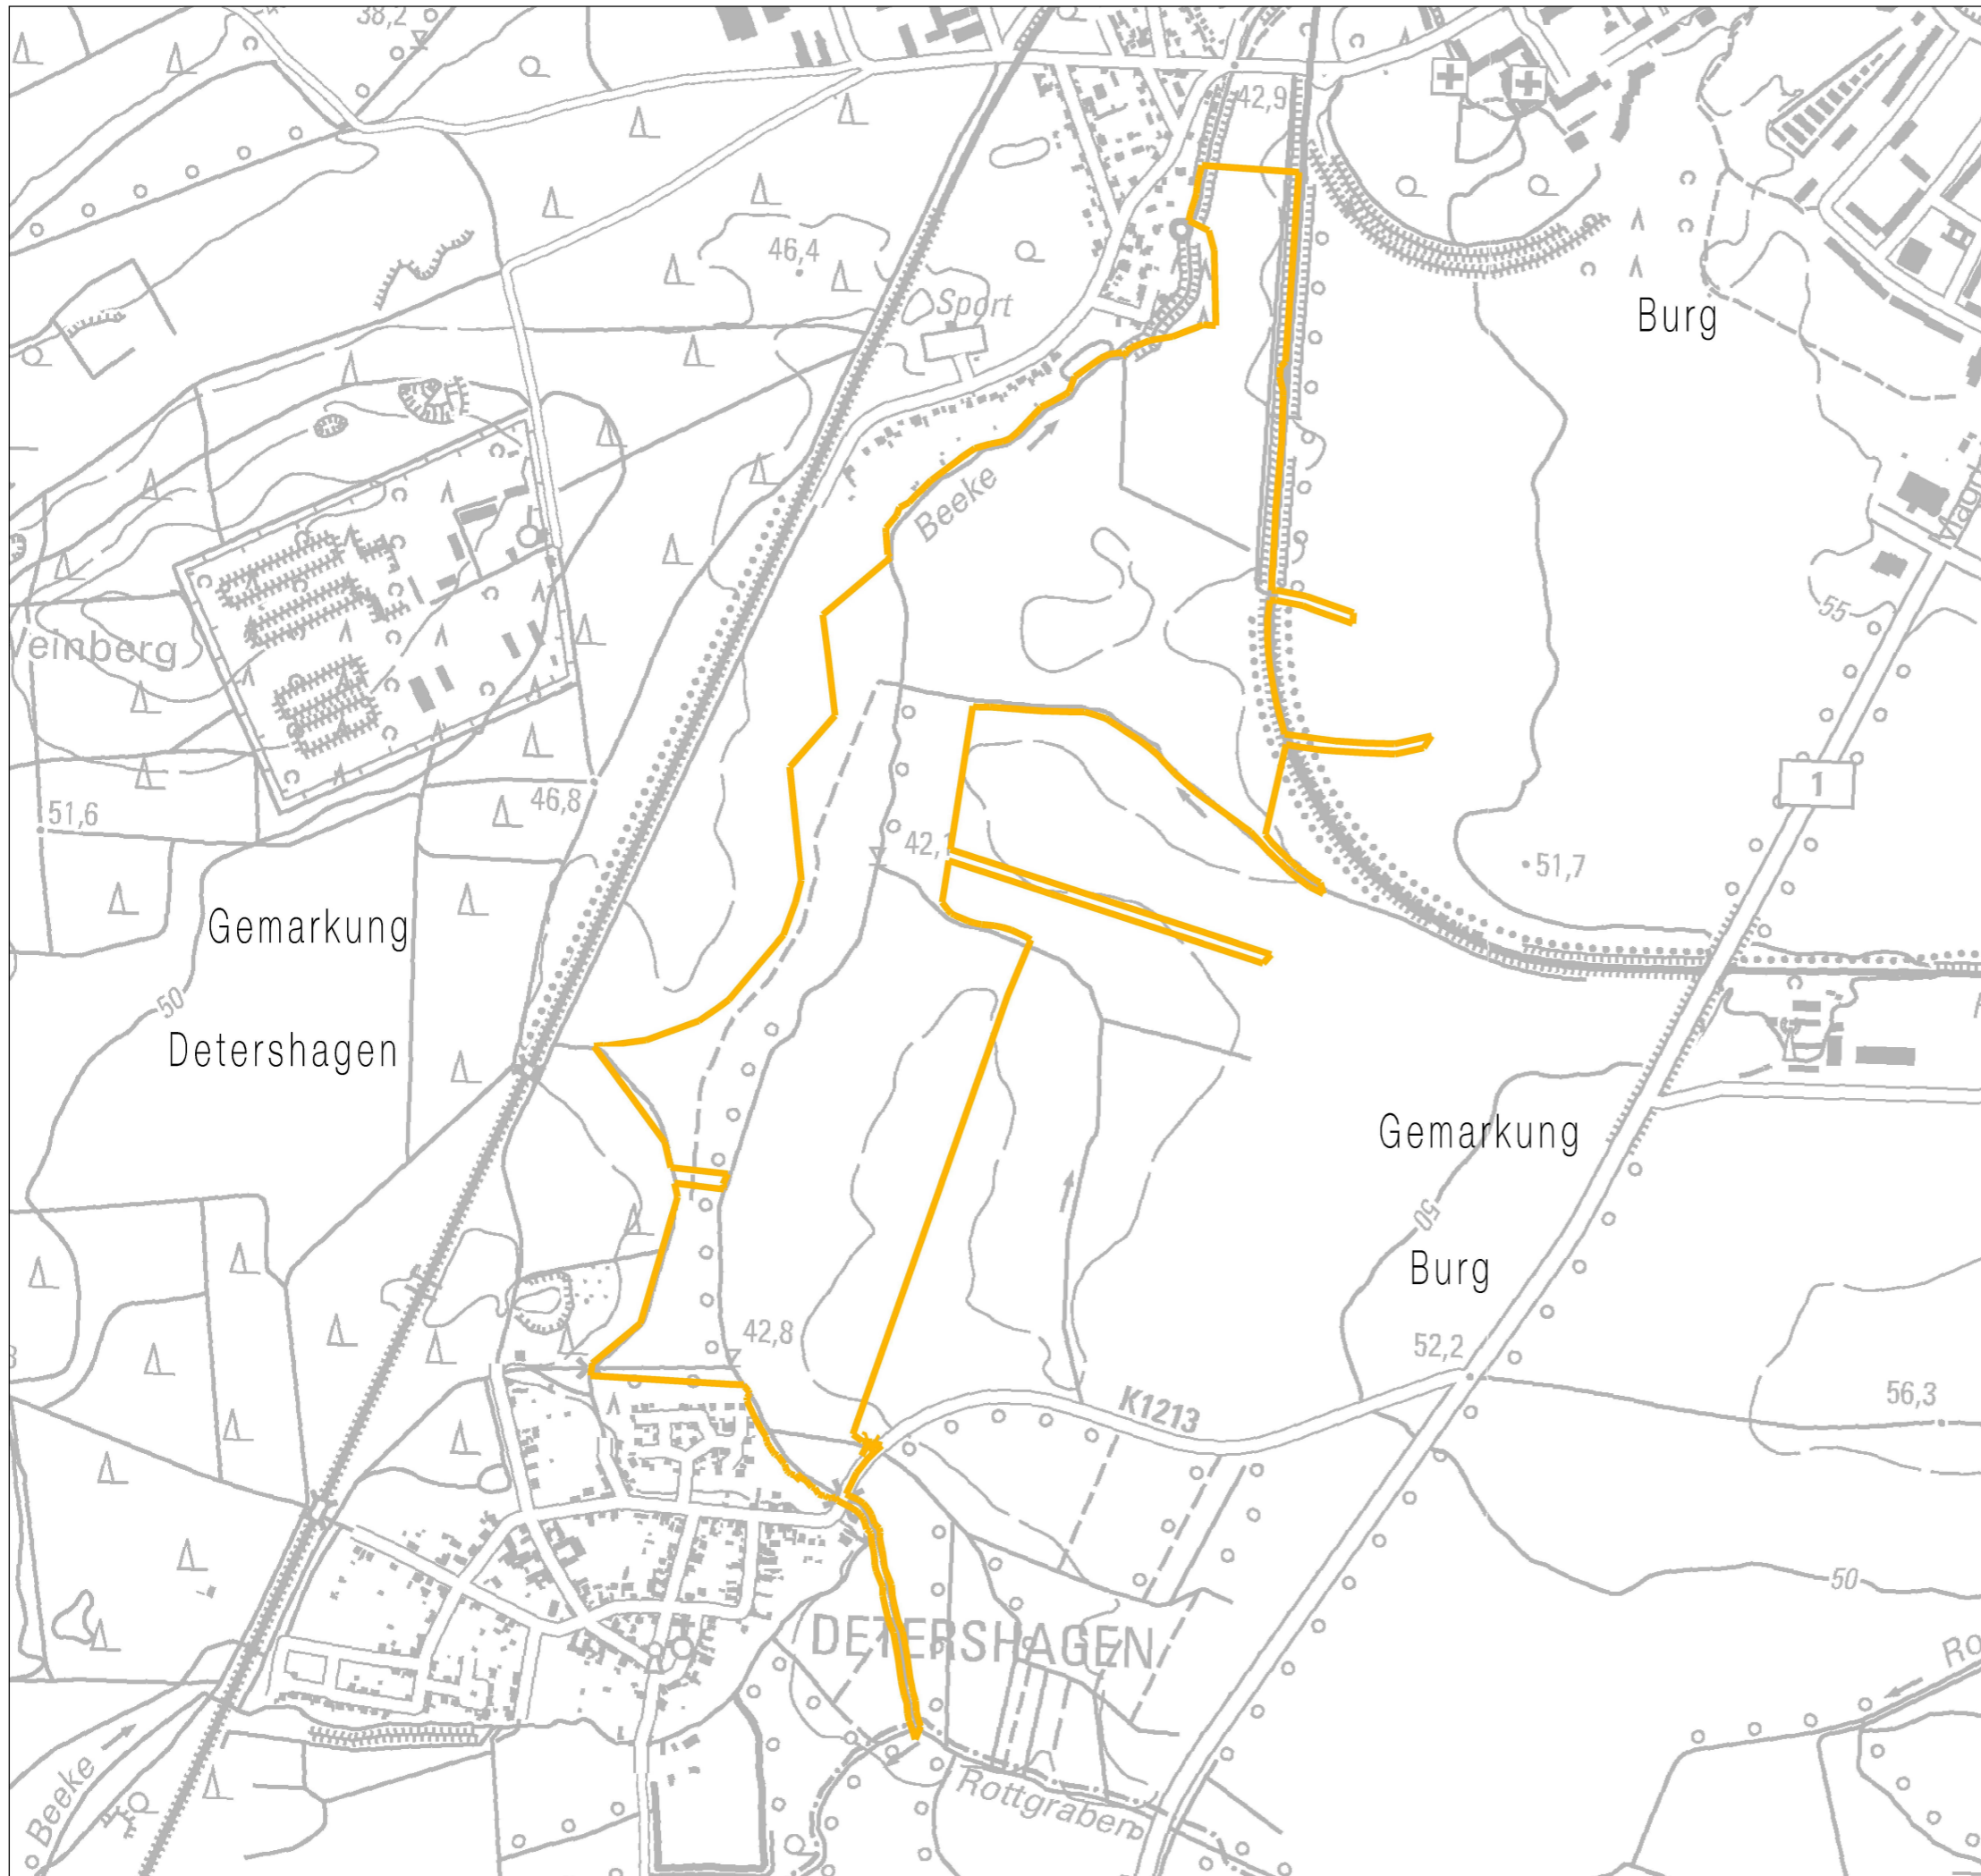 38,2
42,9
46,4
Sport
Burg
Beeke
55
46,8
51,6
1
42,1
51,7
Gemarkung
50
Detershagen
Gemarkung
50
Burg
42,8
52,2
K1213
56,3
50
DETERSHAGEN
Beeke
Rottgraben